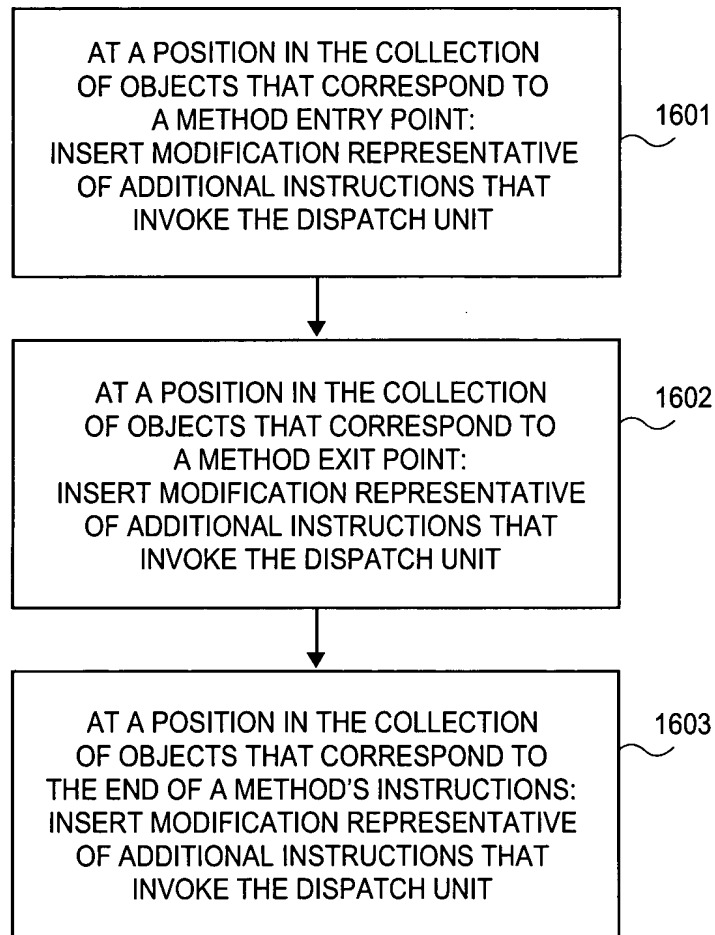 AT A POSITION IN THE COLLECTION
OF OBJECTS THAT CORRESPOND TO
A METHOD ENTRY POINT:
INSERT MODIFICATION REPRESENTATIVE
OF ADDITIONAL INSTRUCTIONS THAT
INVOKE THE DISPATCH UNIT
1601
AT A POSITION IN THE COLLECTION
OF OBJECTS THAT CORRESPOND TO
A METHOD EXIT POINT:
INSERT MODIFICATION REPRESENTATIVE
OF ADDITIONAL INSTRUCTIONS THAT
INVOKE THE DISPATCH UNIT
1602
AT A POSITION IN THE COLLECTION
OF OBJECTS THAT CORRESPOND TO
THE END OF A METHOD'S INSTRUCTIONS:
INSERT MODIFICATION REPRESENTATIVE
OF ADDITIONAL INSTRUCTIONS THAT
INVOKE THE DISPATCH UNIT
1603